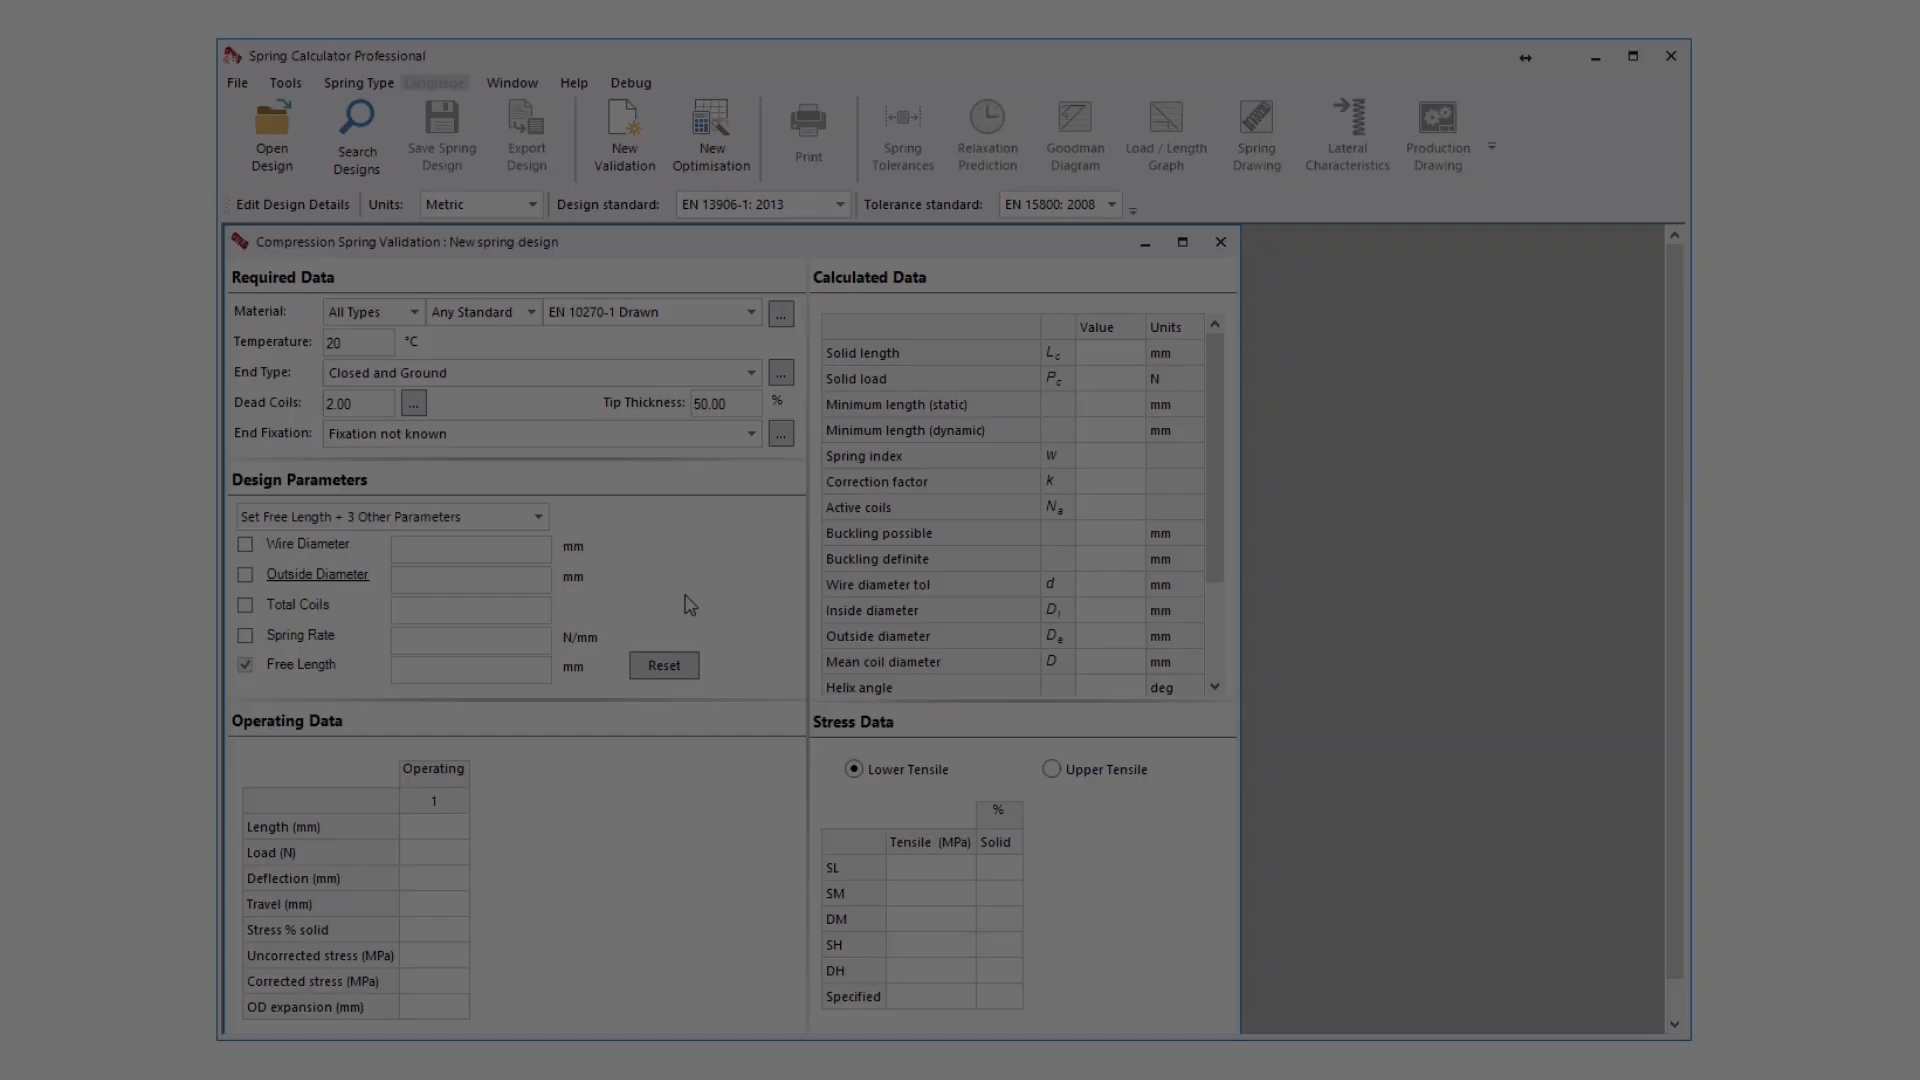 Spring Calculator Professional
File Tools Spring Type Language Window Help Debug
Open Design
Search Designs
Save Spring Design
Export Design
New Validation
New Optimisation
Print
Spring Tolerances
Relaxation Prediction
Goodman Diagram
Load / Length Graph
Spring Drawing
Lateral Characteristics
Production Drawing
Edit Design Details Units: Metric Design standard: EN 13906-1: 2013 Tolerance standard: EN 15800: 2008
Compression Spring Validation : New spring design
Required Data
Material: All Types Any Standard EN 10270-1 Drawn ...
Temperature: 20 °C
End Type: Closed and Ground ...
Dead Coils: 2.00 ... Tip Thickness: 50.00 %
End Fixation: Fixation not known ...
Design Parameters
Set Free Length + 3 Other Parameters
Wire Diameter mm
Outside Diameter mm
Total Coils
Spring Rate N/mm
Free Length mm Reset
Operating Data
Operating
1
Length (mm)
Load (N)
Deflection (mm)
Travel (mm)
Stress % solid
Uncorrected stress (MPa)
Corrected stress (MPa)
OD expansion (mm)
Calculated Data
Value Units
Solid length Lc mm
Solid load Pc N
Minimum length (static) mm
Minimum length (dynamic) mm
Spring index w
Correction factor k
Active coils Na
Buckling possible mm
Buckling definite mm
Wire diameter tol d mm
Inside diameter Di mm
Outside diameter De mm
Mean coil diameter D mm
Helix angle deg
Stress Data
Lower Tensile Upper Tensile
%
Tensile (MPa) Solid
SL
SM
DM
SH
DH
Specified